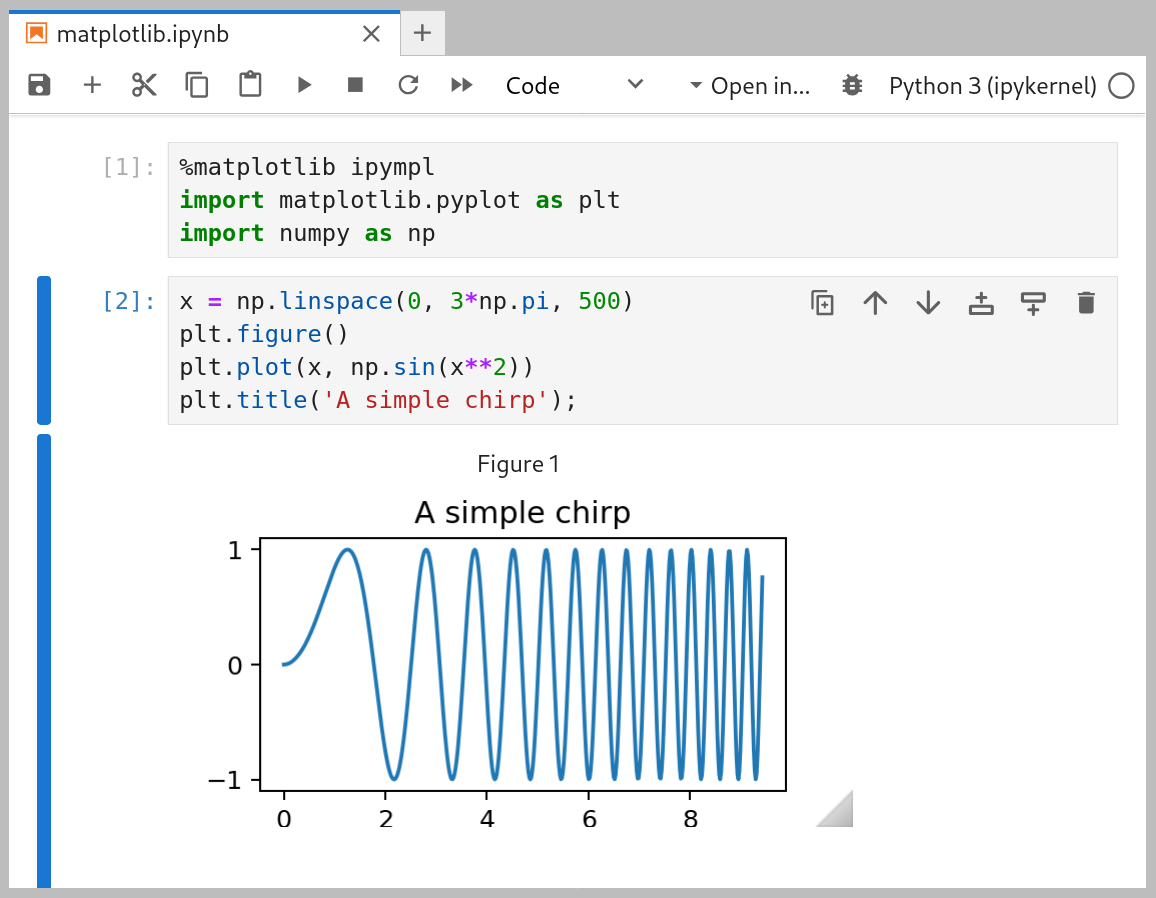 matplotlib.ipynb
Code Open in... Python 3 (ipykernel)
[1]: %matplotlib ipympl
import matplotlib.pyplot as plt
import numpy as np
[2]: x = np.linspace(0, 3*np.pi, 500)
plt.figure()
plt.plot(x, np.sin(x**2))
plt.title('A simple chirp');
Figure 1
A simple chirp
1
0
−1
0 2 4 6 8